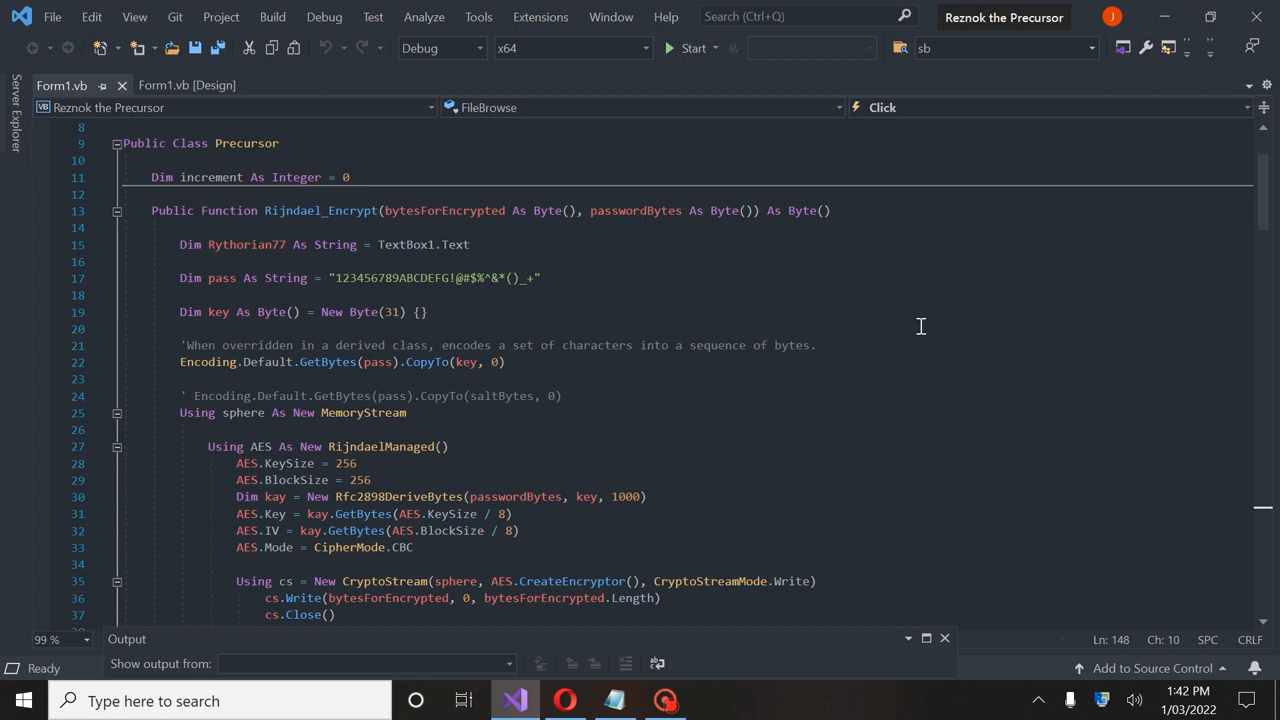 File Edit View Git Project Build Debug Test Analyze Tools Extensions Window Help Search (Ctrl+Q) Reznok the Precursor J
Debug x64 Start sb
Form1.vb Form1.vb [Design]
VB Reznok the Precursor FileBrowse Click
Server Explorer
8
9 Public Class Precursor
10
11 Dim increment As Integer = 0
12
13 Public Function Rijndael_Encrypt(bytesForEncrypted As Byte(), passwordBytes As Byte()) As Byte()
14
15 Dim Rythorian77 As String = TextBox1.Text
16
17 Dim pass As String = "123456789ABCDEFG!@#$%^&*()_+"
18
19 Dim key As Byte() = New Byte(31) {}
20
21 'When overridden in a derived class, encodes a set of characters into a sequence of bytes.
22 Encoding.Default.GetBytes(pass).CopyTo(key, 0)
23
24 ' Encoding.Default.GetBytes(pass).CopyTo(saltBytes, 0)
25 Using sphere As New MemoryStream
26
27 Using AES As New RijndaelManaged()
28 AES.KeySize = 256
29 AES.BlockSize = 256
30 Dim kay = New Rfc2898DeriveBytes(passwordBytes, key, 1000)
31 AES.Key = kay.GetBytes(AES.KeySize / 8)
32 AES.IV = kay.GetBytes(AES.BlockSize / 8)
33 AES.Mode = CipherMode.CBC
34
35 Using cs = New CryptoStream(sphere, AES.CreateEncryptor(), CryptoStreamMode.Write)
36 cs.Write(bytesForEncrypted, 0, bytesForEncrypted.Length)
37 cs.Close()
99 % Output Ln: 148 Ch: 10 SPC CRLF
Ready Show output from: Add to Source Control
Type here to search 1:42 PM
1/03/2022